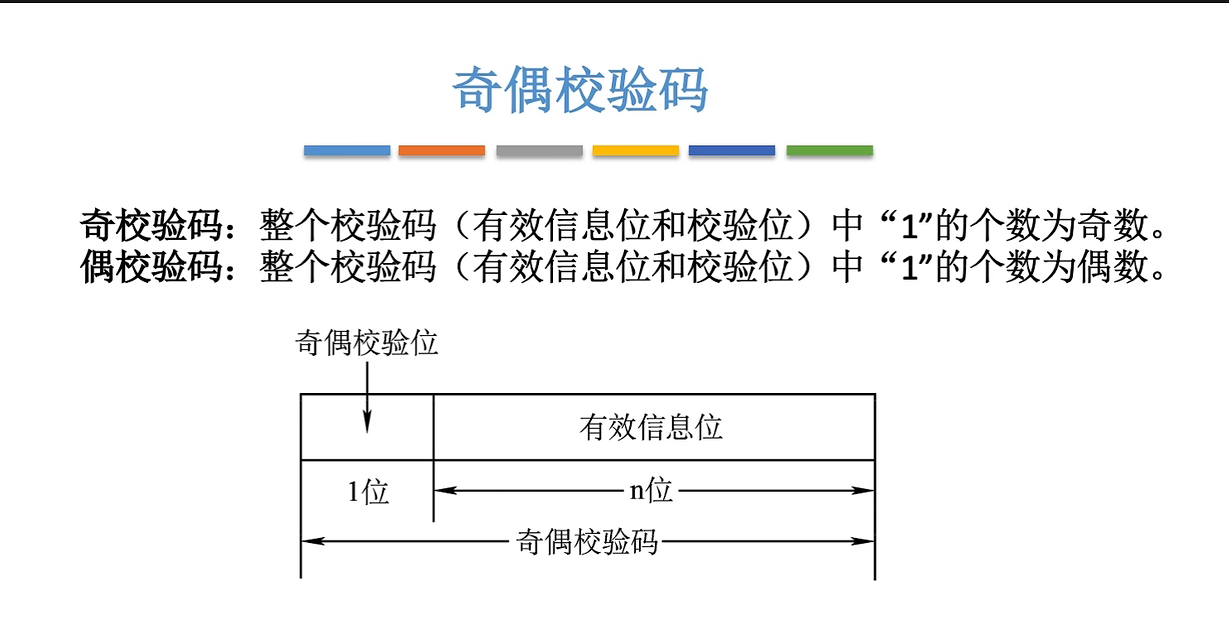 奇偶校验码
奇校验码：整个校验码（有效信息位和校验位）中“1”的个数为奇数。
偶校验码：整个校验码（有效信息位和校验位）中“1”的个数为偶数。
奇偶校验位
有效信息位
1位
n位
奇偶校验码